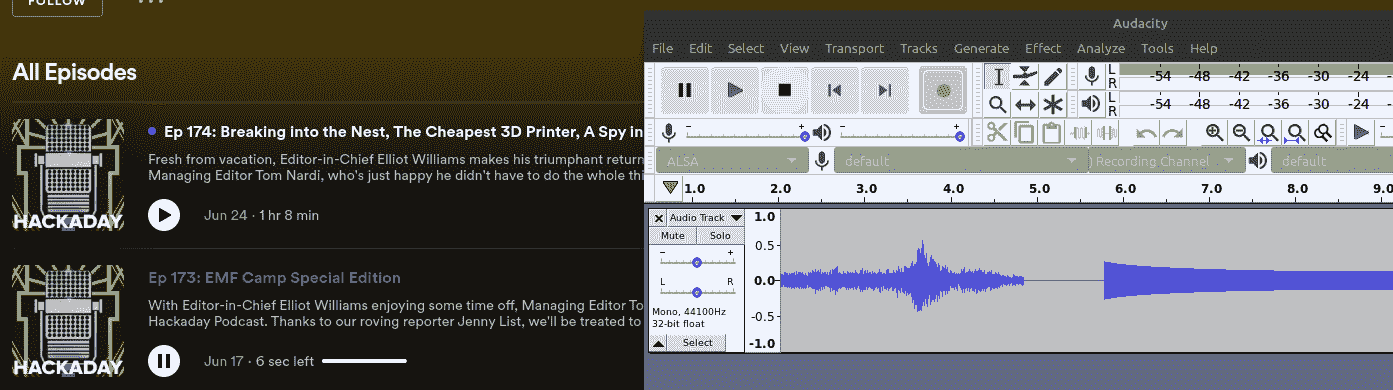 FOLLOW
All Episodes
Ep 174: Breaking into the Nest, The Cheapest 3D Printer, A Spy in
Fresh from vacation, Editor-in-Chief Elliot Williams makes his triumphant return
Managing Editor Tom Nardi, who's just happy he didn't have to do the whole thi
HACKADAY
Jun 24 · 1 hr 8 min
Ep 173: EMF Camp Special Edition
With Editor-in-Chief Elliot Williams enjoying some time off, Managing Editor To
Hackaday Podcast. Thanks to our roving reporter Jenny List, we'll be treated to
HACKADAY
Jun 17 · 6 sec left
Audacity
File Edit Select View Transport Tracks Generate Effect Analyze Tools Help
L
R
-54 -48 -42 -36 -30 -24
L
R
-54 -48 -42 -36 -30 -24
- + - +
ALSA default Recording Channel default
1.0 2.0 3.0 4.0 5.0 6.0 7.0 8.0 9.0
Audio Track
Mute Solo
- +
L R
Mono, 44100Hz
32-bit float
Select
1.0
0.5
0.0
-0.5
-1.0